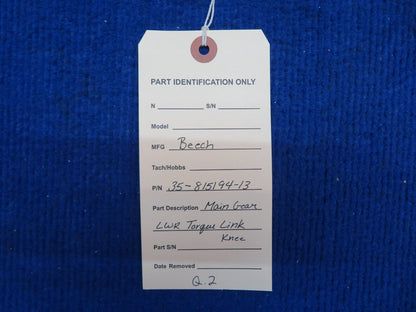 PART IDENTIFICATION ONLY
N S/N
Model
MFQ Beech
Tach/Hobbs
P/N 35-815194-13
Part Description Main Gear
LWR Torque Link
Knee
Part S/N
Date Removed
Q.2